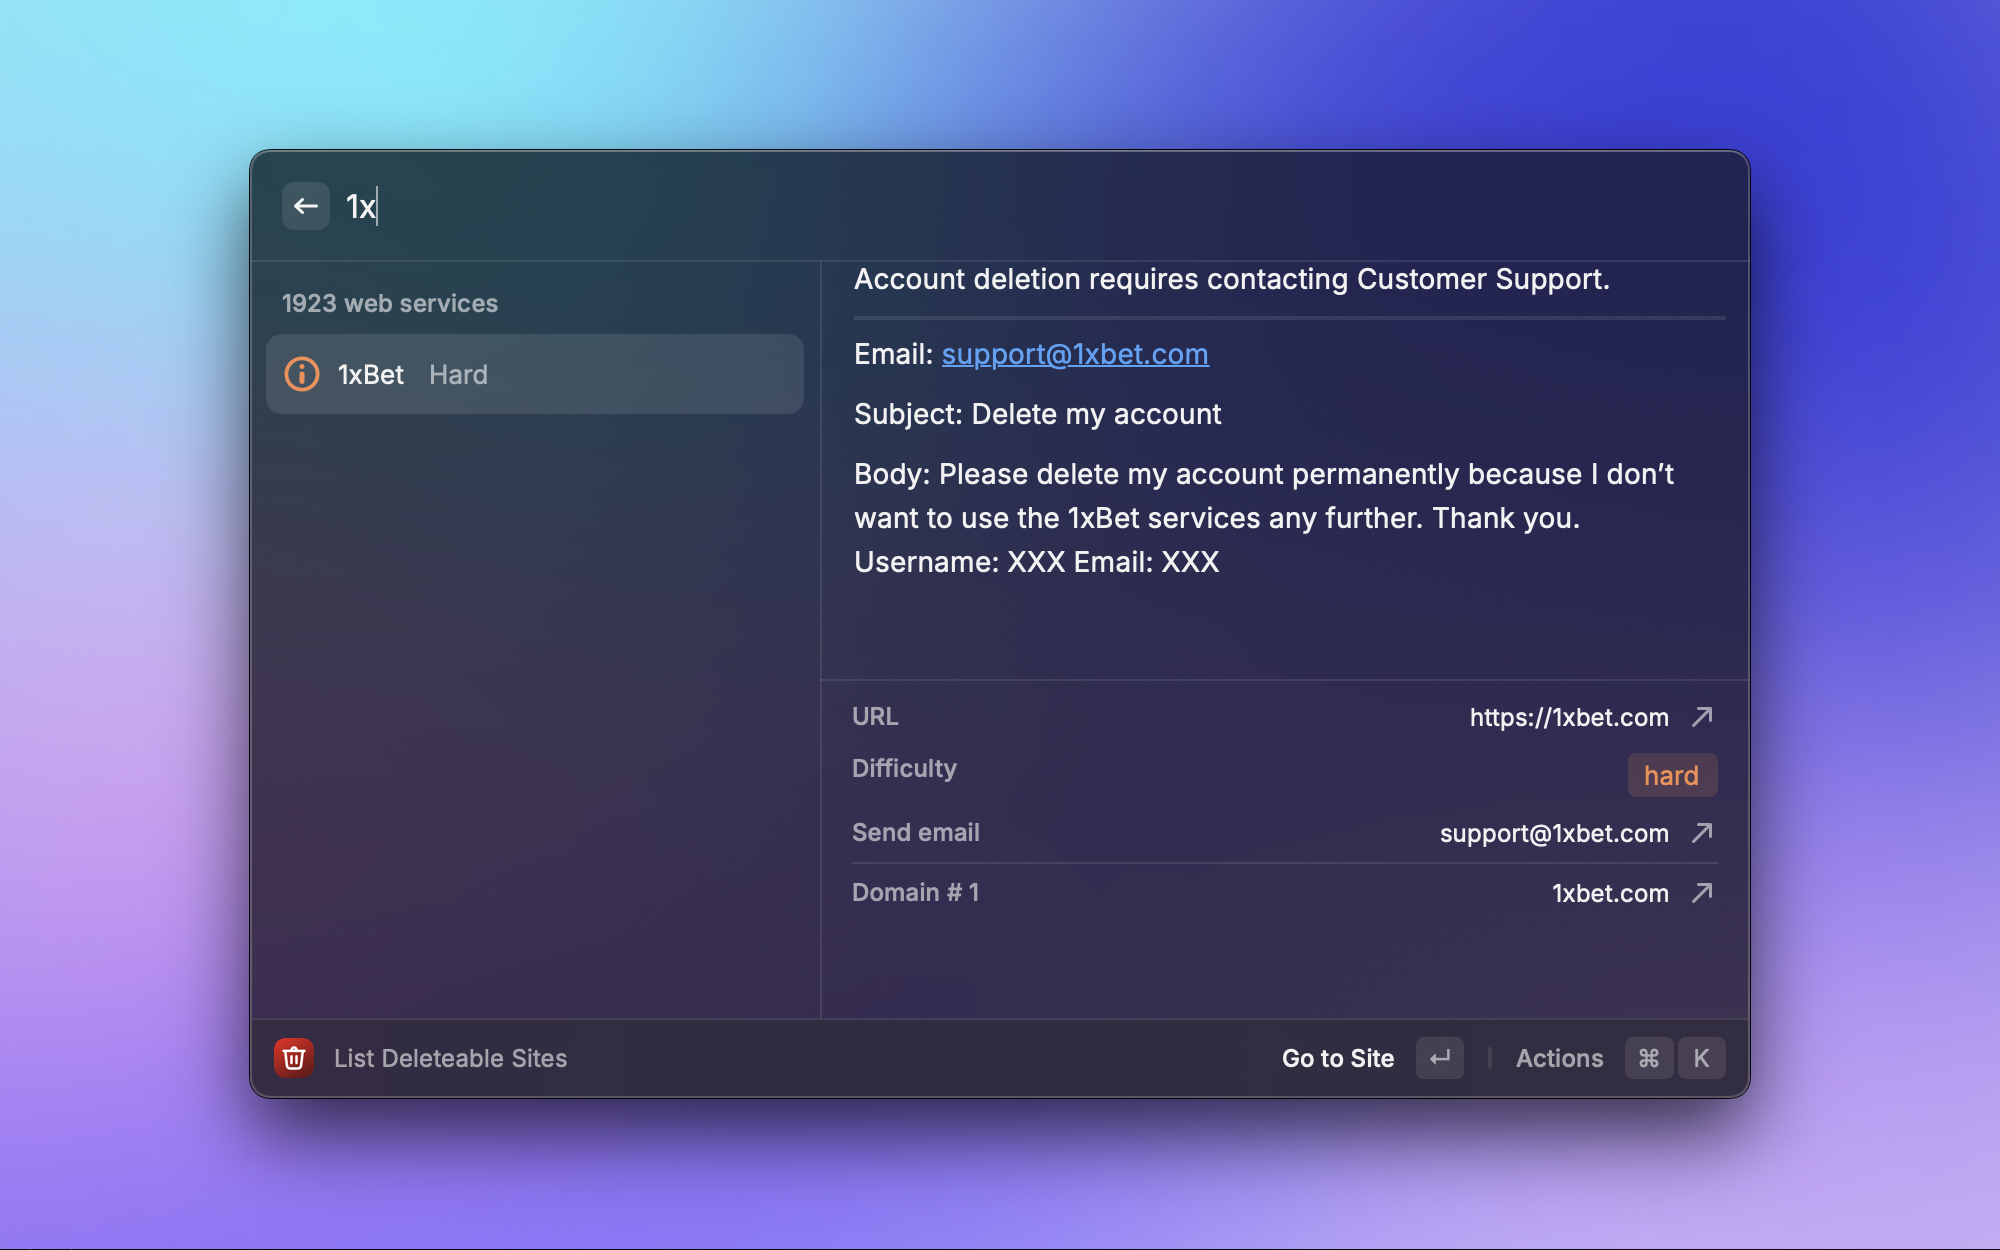 1x
1923 web services
1xBet Hard
Account deletion requires contacting Customer Support.
Email: support@1xbet.com
Subject: Delete my account
Body: Please delete my account permanently because I don’t
want to use the 1xBet services any further. Thank you.
Username: XXX Email: XXX
URL https://1xbet.com
Difficulty hard
Send email support@1xbet.com
Domain # 1 1xbet.com
List Deleteable Sites Go to Site ↵ Actions ⌘ K